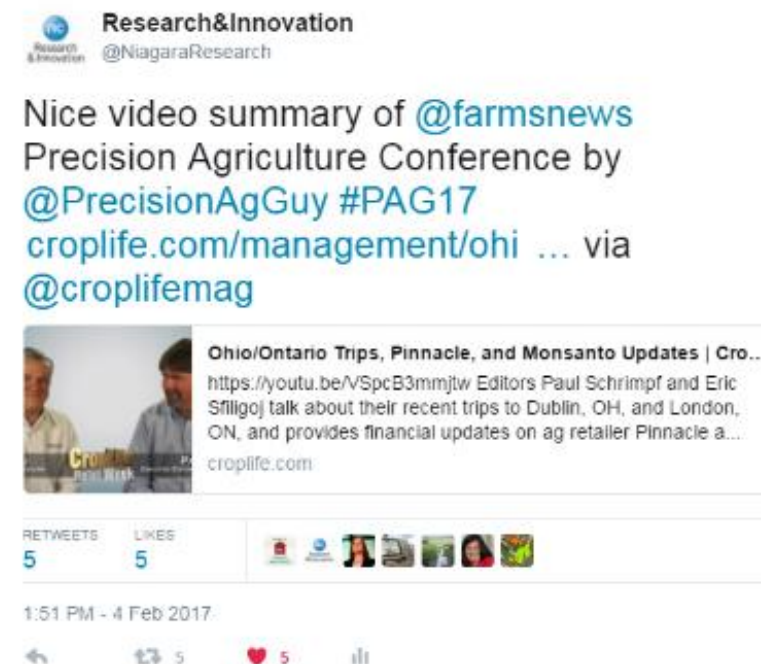 nc
Research
& Innovation
Research&Innovation
@NiagaraResearch
Nice video summary of @farmsnews
Precision Agriculture Conference by
@PrecisionAgGuy #PAG17
croplife.com/management/ohi … via
@croplifemag
Ohio/Ontario Trips, Pinnacle, and Monsanto Updates | Cro...
https://youtu.be/VSpcB3mmjtw Editors Paul Schrimpf and Eric
Sfiligoj talk about their recent trips to Dublin, OH, and London,
ON, and provides financial updates on ag retailer Pinnacle a...
croplife.com
RETWEETS LIKES
5 5
1:51 PM - 4 Feb 2017
5 5